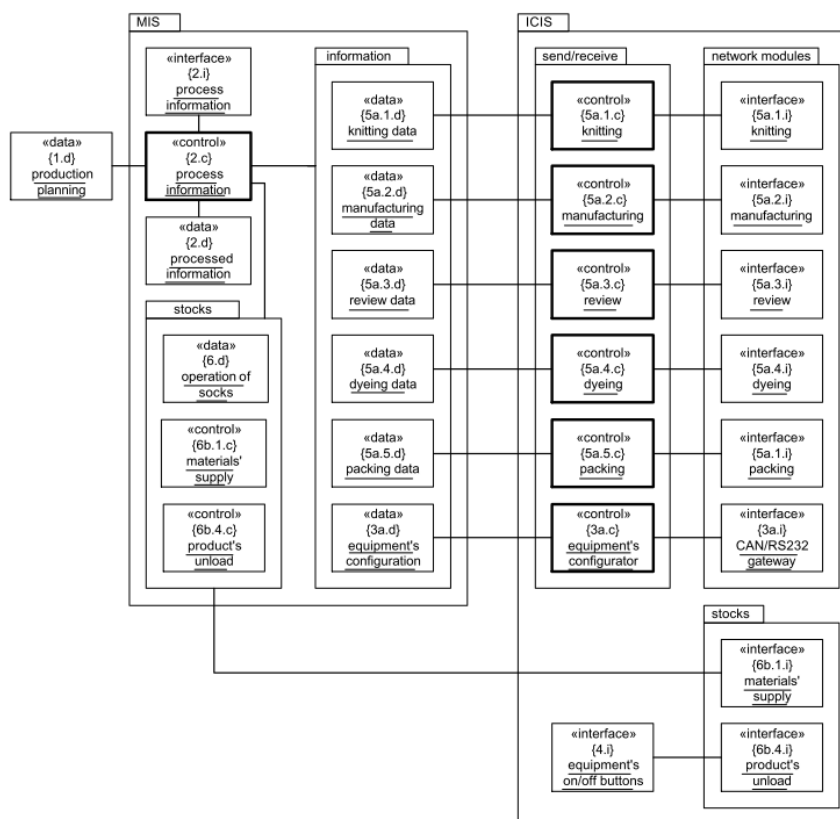 MIS
ICIS
«interface»
{2.i}
process
information
«data»
{1.d}
production
planning
«control»
{2.c}
process
information
«data»
{2.d}
processed
information
stocks
«data»
{6.d}
operation of
socks
«control»
{6b.1.c}
materials'
supply
«control»
{6b.4.c}
product's
unload
information
«data»
{5a.1.d}
knitting data
«data»
{5a.2.d}
manufacturing
data
«data»
{5a.3.d}
review data
«data»
{5a.4.d}
dyeing data
«data»
{5a.5.d}
packing data
«data»
{3a.d}
equipment's
configuration
send/receive
«control»
{5a.1.c}
knitting
«control»
{5a.2.c}
manufacturing
«control»
{5a.3.c}
review
«control»
{5a.4.c}
dyeing
«control»
{5a.5.c}
packing
«control»
{3a.c}
equipment's
configurator
network modules
«interface»
{5a.1.i}
knitting
«interface»
{5a.2.i}
manufacturing
«interface»
{5a.3.i}
review
«interface»
{5a.4.i}
dyeing
«interface»
{5a.1.i}
packing
«interface»
{3a.i}
CAN/RS232
gateway
stocks
«interface»
{6b.1.i}
materials'
supply
«interface»
{4.i}
equipment's
on/off buttons
«interface»
{6b.4.i}
product's
unload